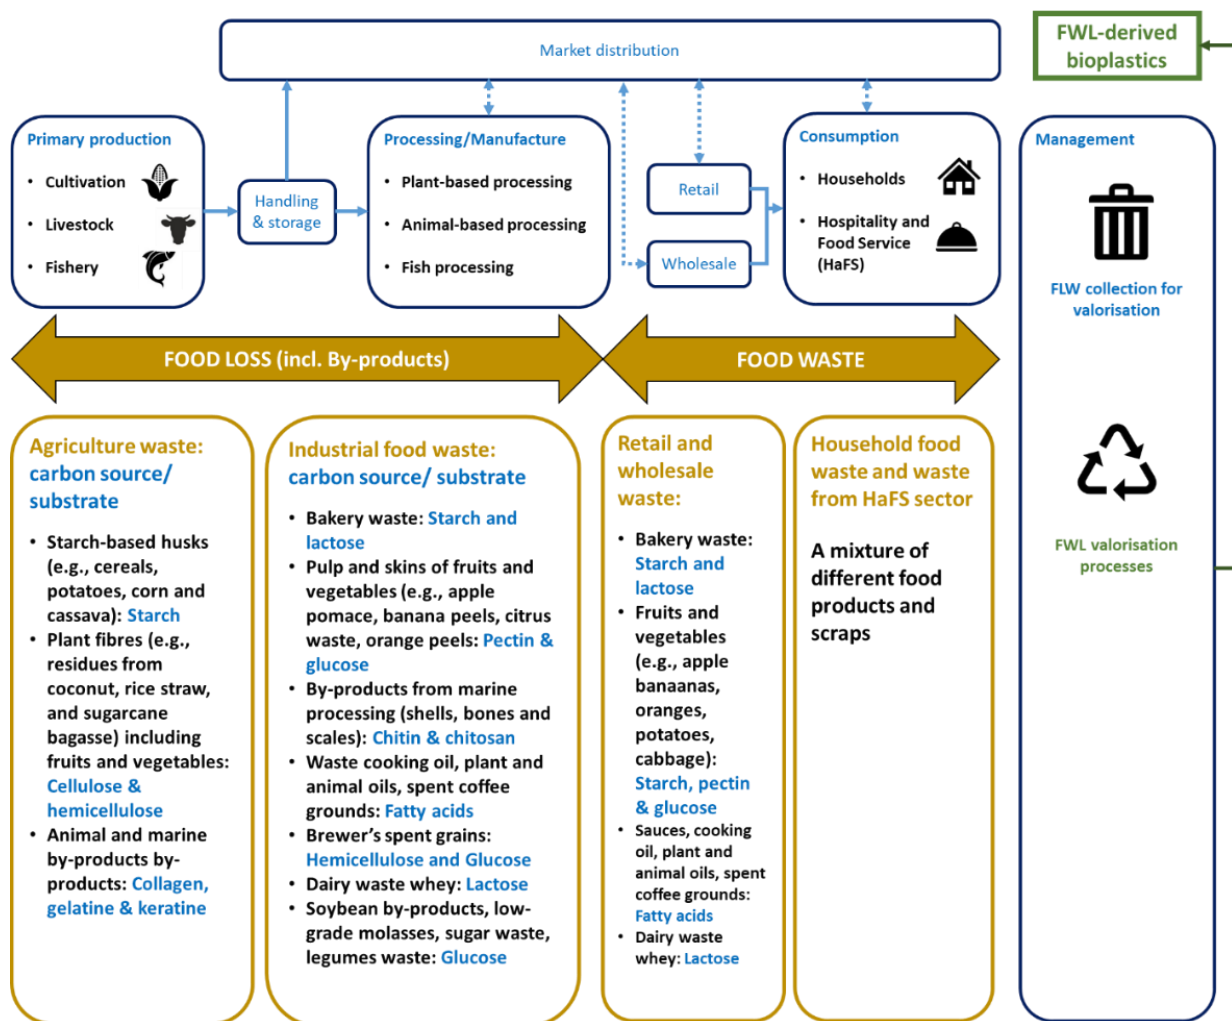 Market distribution
FWL-derived
bioplastics
Primary production
• Cultivation
• Livestock
• Fishery
Handling
& storage
Processing/Manufacture
• Plant-based processing
• Animal-based processing
• Fish processing
Retail
Wholesale
Consumption
• Households
• Hospitality and
Food Service
(HaFS)
Management
FLW collection for
valorisation
FWL valorisation
processes
FOOD LOSS (incl. By-products)
FOOD WASTE
Agriculture waste:
carbon source/
substrate
• Starch-based husks
(e.g., cereals,
potatoes, corn and
cassava): Starch
• Plant fibres (e.g.,
residues from
coconut, rice straw,
and sugarcane
bagasse) including
fruits and vegetables:
Cellulose &
hemicellulose
• Animal and marine
by-products by-
products: Collagen,
gelatine & keratine
Industrial food waste:
carbon source/ substrate
• Bakery waste: Starch and
lactose
• Pulp and skins of fruits and
vegetables (e.g., apple
pomace, banana peels, citrus
waste, orange peels: Pectin &
glucose
• By-products from marine
processing (shells, bones and
scales): Chitin & chitosan
• Waste cooking oil, plant and
animal oils, spent coffee
grounds: Fatty acids
• Brewer's spent grains:
Hemicellulose and Glucose
• Dairy waste whey: Lactose
• Soybean by-products, low-
grade molasses, sugar waste,
legumes waste: Glucose
Retail and
wholesale
waste:
• Bakery waste:
Starch and
lactose
• Fruits and
vegetables
(e.g., apple
banaanas,
oranges,
potatoes,
cabbage):
Starch, pectin
& glucose
• Sauces, cooking
oil, plant and
animal oils, spent
coffee grounds:
Fatty acids
• Dairy waste
whey: Lactose
Household food
waste and waste
from HaFS sector
A mixture of
different food
products and
scraps